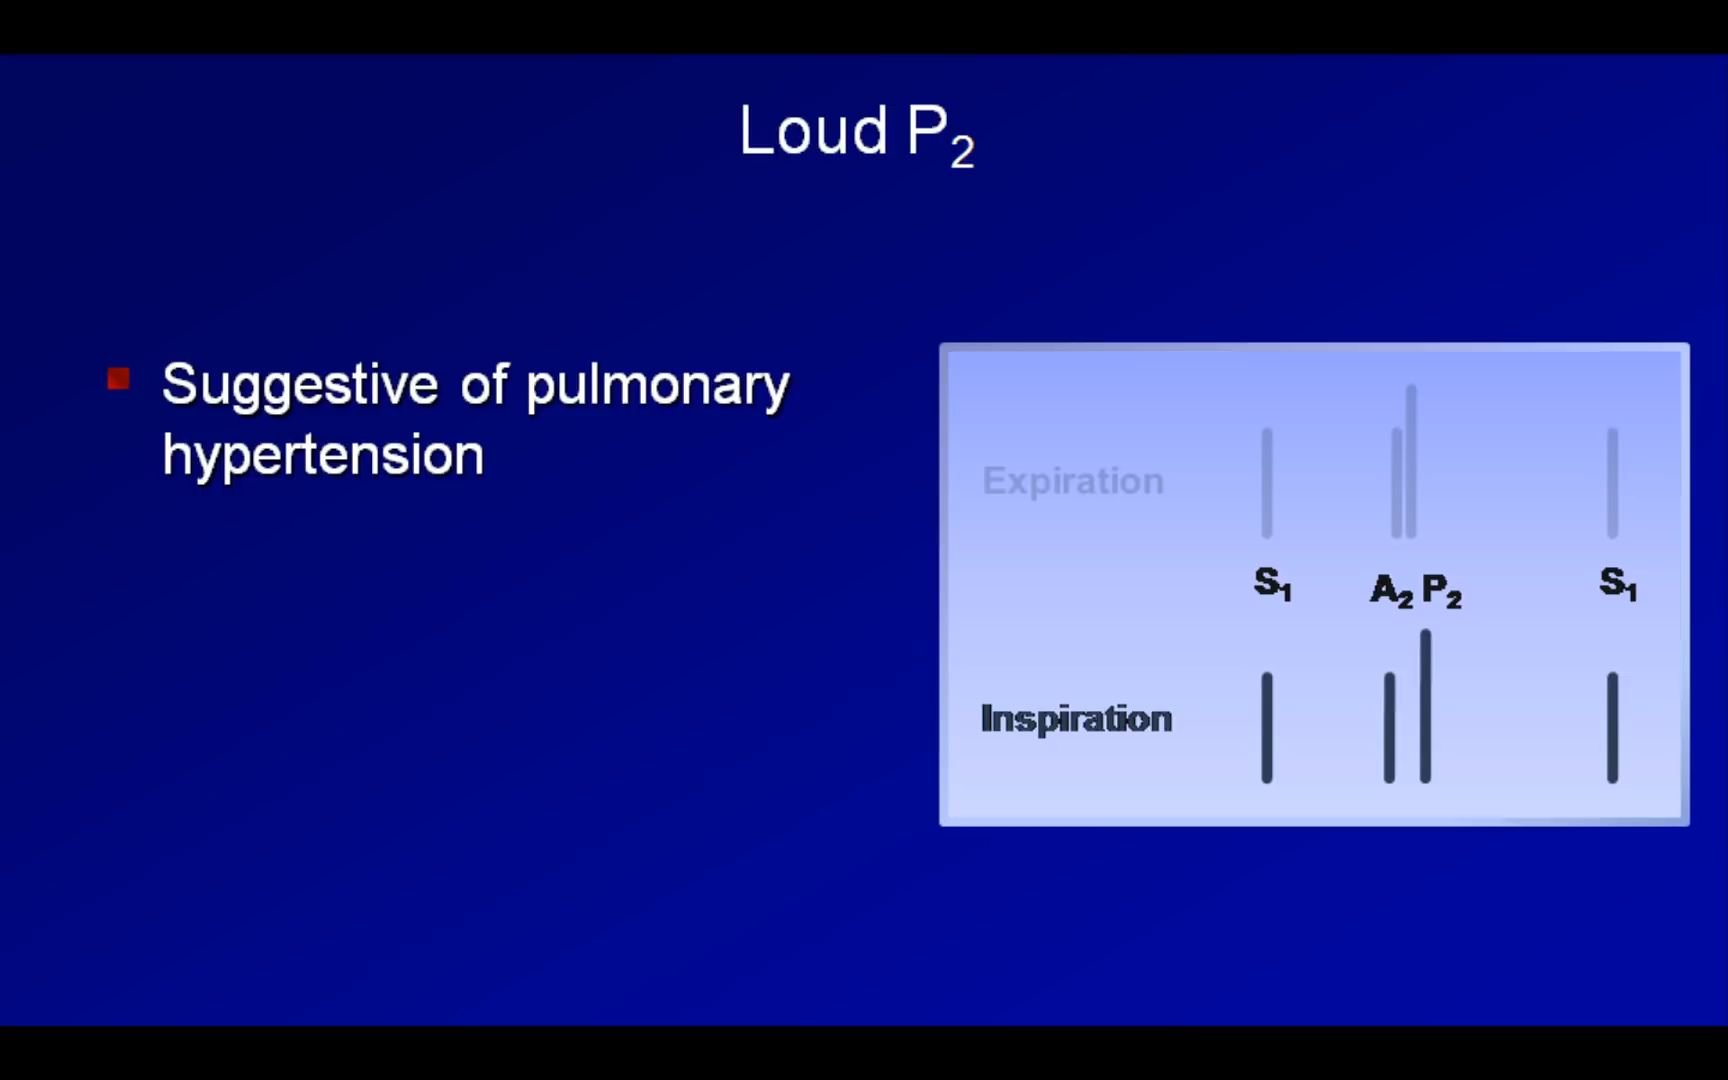 Loud P₂
Suggestive of pulmonary
hypertension
Expiration
S₁ A₂ P₂ S₁
Inspiration